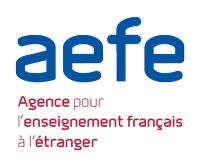 aefe
Agence pour
l'enseignement français
à l'étranger